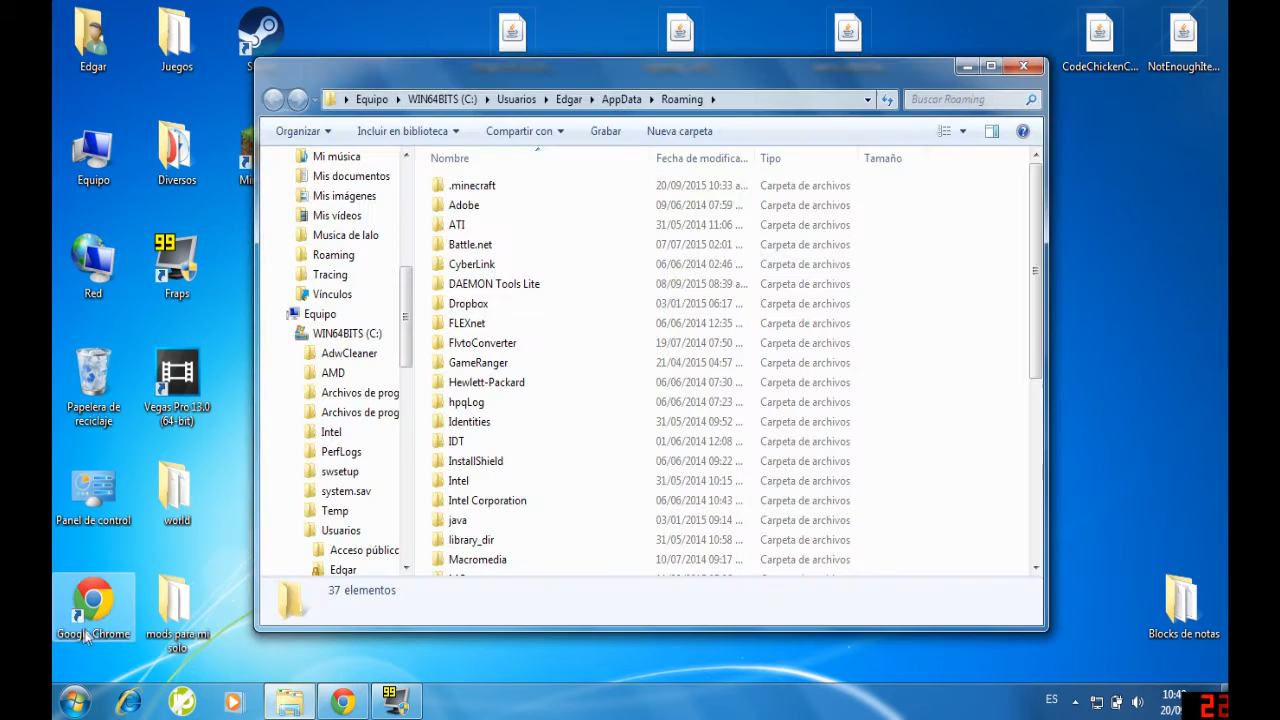 Edgar
Juegos
CodeChickenC...
NotEnoughIte...
Equipo
WIN64BITS (C:)
Usuarios
Edgar
AppData
Roaming
Buscar Roaming
Organizar
Incluir en biblioteca
Compartir con
Grabar
Nueva carpeta
Equipo
Diversos
Mi música
Mis documentos
Mis imágenes
Mis vídeos
Musica de lalo
Roaming
Tracing
Vínculos
Equipo
WIN64BITS (C:)
AdwCleaner
AMD
Archivos de prog
Archivos de prog
Intel
PerfLogs
swsetup
system.sav
Temp
Usuarios
Acceso públicc
Edgar
Nombre
Fecha de modifica...
Tipo
Tamaño
.minecraft 20/09/2015 10:33 a... Carpeta de archivos
Adobe 09/06/2014 07:59 ... Carpeta de archivos
ATI 31/05/2014 11:06 ... Carpeta de archivos
Battle.net 07/07/2015 02:01 ... Carpeta de archivos
CyberLink 06/06/2014 02:46 ... Carpeta de archivos
DAEMON Tools Lite 08/09/2015 08:39 a... Carpeta de archivos
Dropbox 03/01/2015 06:17 ... Carpeta de archivos
FLEXnet 06/06/2014 12:35 ... Carpeta de archivos
FlvtoConverter 19/07/2014 07:50 ... Carpeta de archivos
GameRanger 21/04/2015 04:57 ... Carpeta de archivos
Hewlett-Packard 06/06/2014 07:30 ... Carpeta de archivos
hpqLog 06/06/2014 07:23 ... Carpeta de archivos
Identities 31/05/2014 09:52 ... Carpeta de archivos
IDT 01/06/2014 12:08 ... Carpeta de archivos
InstallShield 06/06/2014 09:22 ... Carpeta de archivos
Intel 31/05/2014 10:15 ... Carpeta de archivos
Intel Corporation 06/06/2014 10:43 ... Carpeta de archivos
java 03/01/2015 09:14 ... Carpeta de archivos
library_dir 31/05/2014 10:58 ... Carpeta de archivos
Macromedia 10/07/2014 09:17 ... Carpeta de archivos
37 elementos
Red
99
Fraps
Papelera de
reciclaje
Vegas Pro 13.0
(64-bit)
Panel de control
world
Google Chrome
mods para mi
solo
Blocks de notas
99
ES
10:4
20/0
22